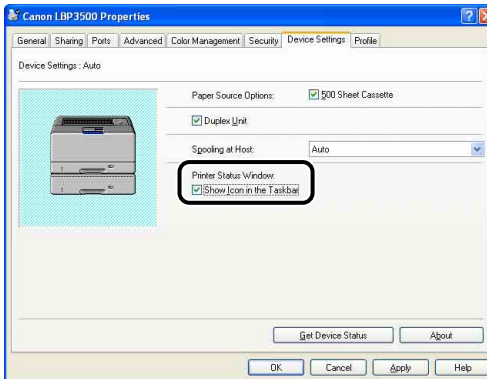 Canon LBP3500 Properties
General Sharing Ports Advanced Color Management Security Device Settings Profile
Device Settings : Auto
Paper Source Options: 500 Sheet Cassette
Duplex Unit
Spooling at Host: Auto
Printer Status Window:
Show Icon in the Taskbar
Get Device Status About
OK Cancel Apply Help